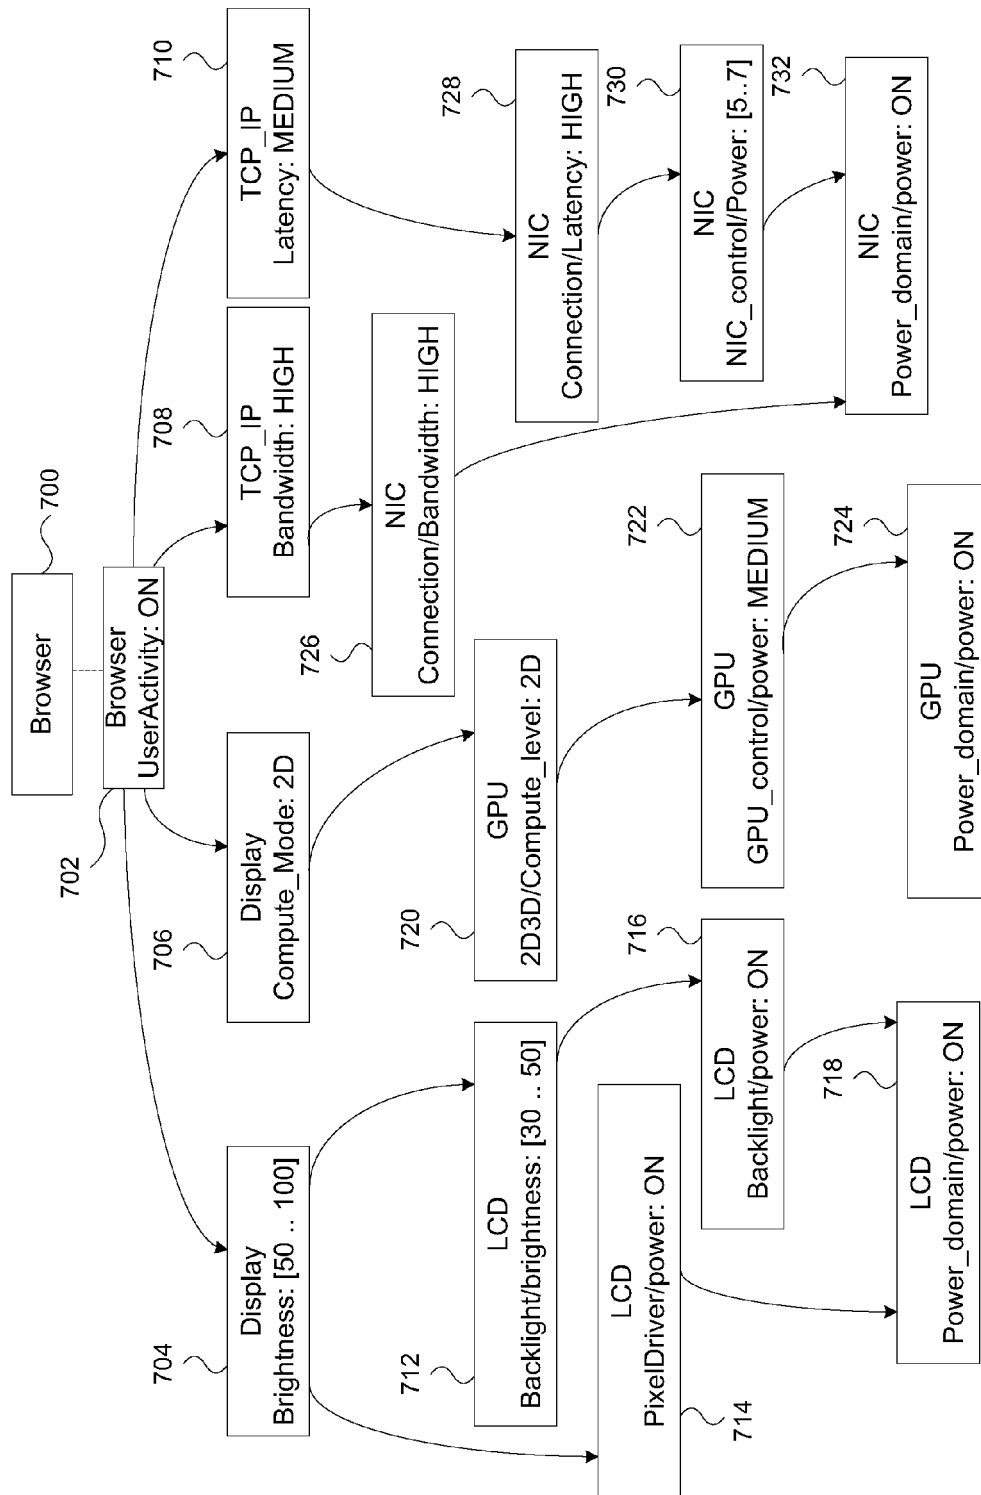 700
Browser
Browser
UserActivity: ON
702
704
Display
Brightness: [50 .. 100]
706
Display
Compute_Mode: 2D
708
TCP_IP
Bandwidth: HIGH
710
TCP_IP
Latency: MEDIUM
712
LCD
Backlight/brightness: [30 .. 50]
714
LCD
PixelDriver/power: ON
716
LCD
Backlight/power: ON
718
LCD
Power_domain/power: ON
720
GPU
2D3D/Compute_level: 2D
722
GPU
GPU_control/power: MEDIUM
724
GPU
Power_domain/power: ON
726
NIC
Connection/Bandwidth: HIGH
728
NIC
Connection/Latency: HIGH
730
NIC
NIC_control/Power: [5..7]
732
NIC
Power_domain/power: ON